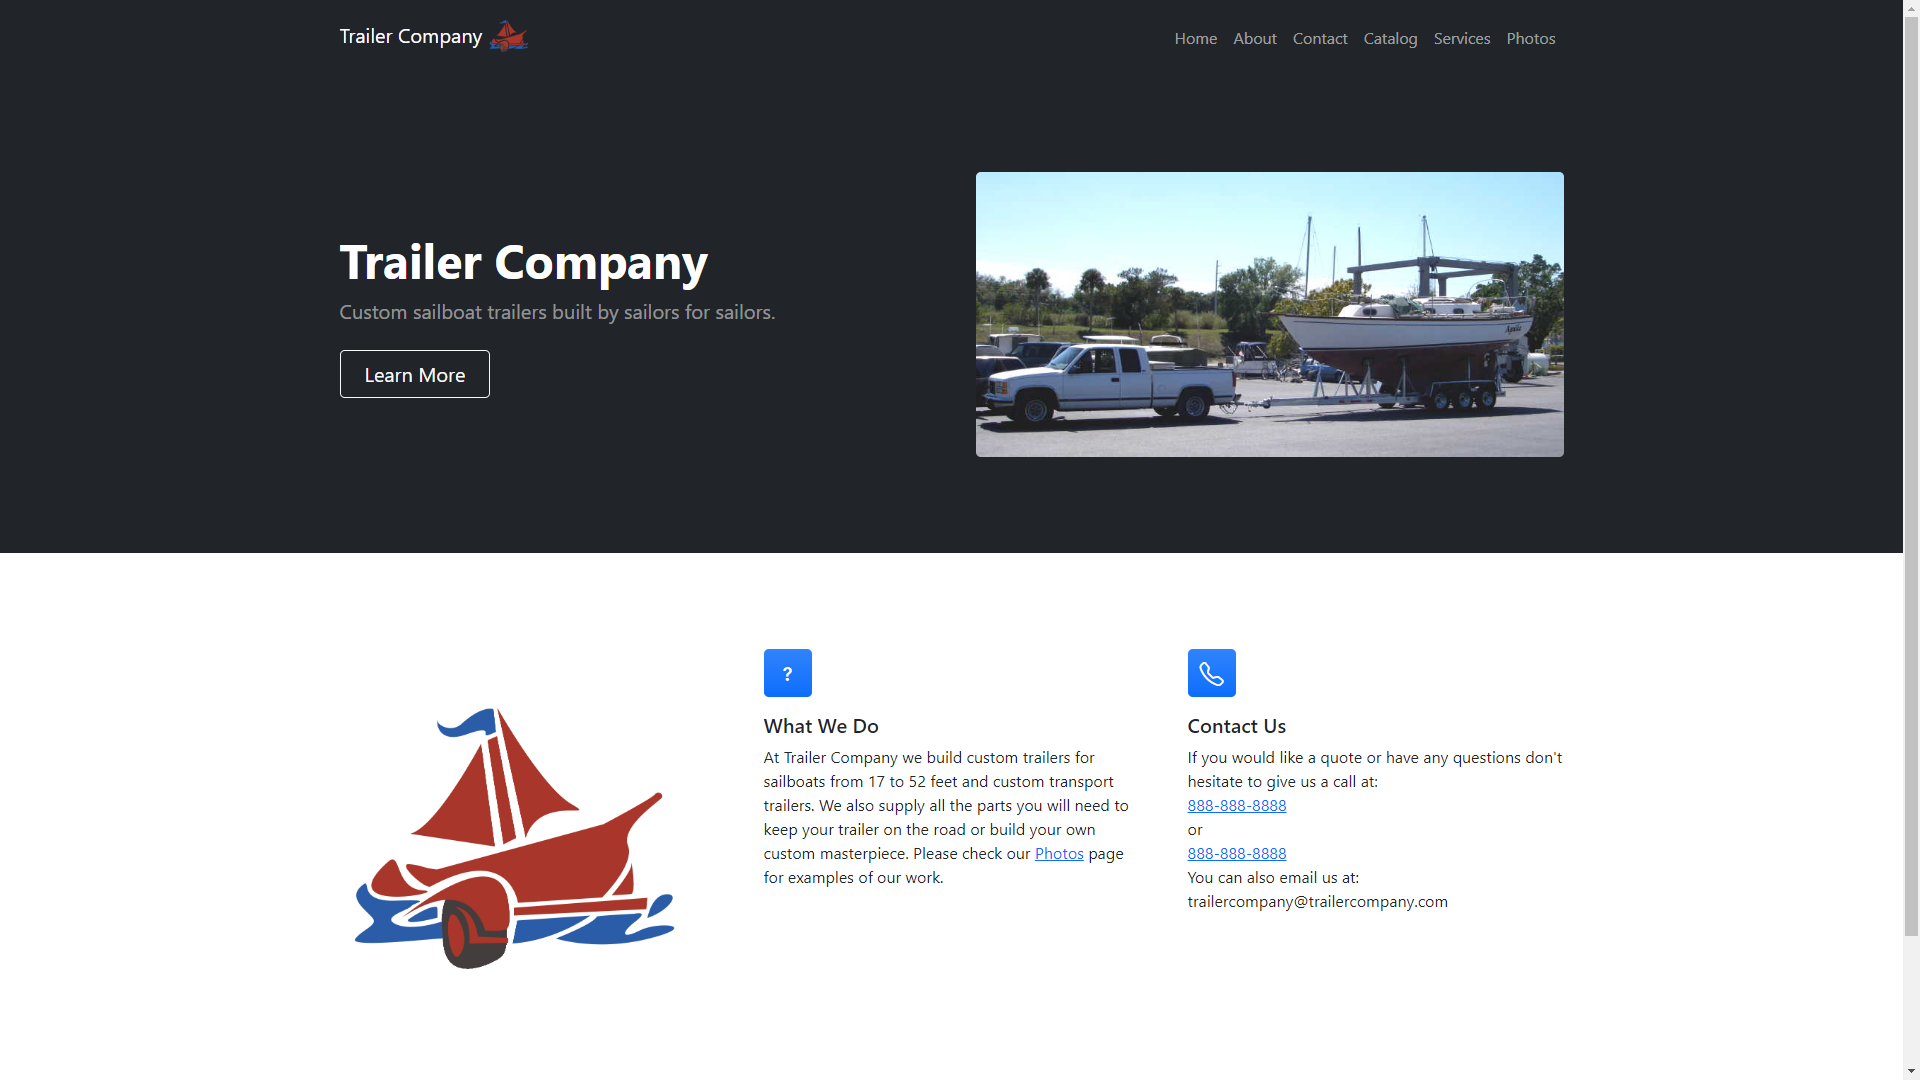 Trailer Company
Home About Contact Catalog Services Photos
Trailer Company
Custom sailboat trailers built by sailors for sailors.
Learn More
?
What We Do
At Trailer Company we build custom trailers for
sailboats from 17 to 52 feet and custom transport
trailers. We also supply all the parts you will need to
keep your trailer on the road or build your own
custom masterpiece. Please check our Photos page
for examples of our work.
Contact Us
If you would like a quote or have any questions don't
hesitate to give us a call at:
888-888-8888
or
888-888-8888
You can also email us at:
trailercompany@trailercompany.com